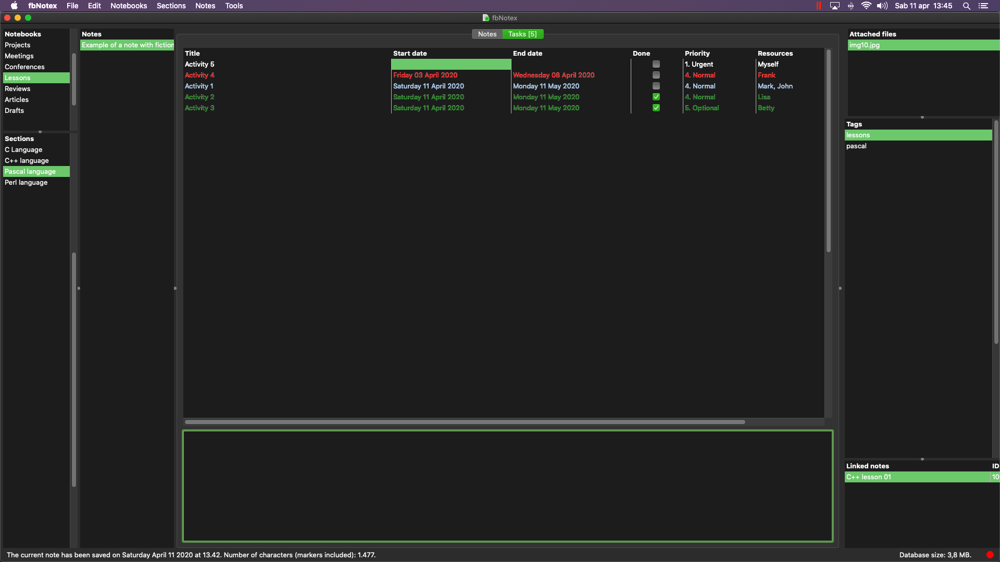 fbNotex File Edit Notebooks Sections Notes Tools Sab 11 apr 13:45
fbNotex
Notebooks
Projects
Meetings
Conferences
Lessons
Reviews
Articles
Drafts
Sections
C Language
C++ language
Pascal language
Perl language
Notes
Example of a note with fiction
Notes Tasks [5]
Title Start date End date Done Priority Resources
Activity 5 1. Urgent Myself
Activity 4 Friday 03 April 2020 Wednesday 08 April 2020 4. Normal Frank
Activity 1 Saturday 11 April 2020 Monday 11 May 2020 4. Normal Mark, John
Activity 2 Saturday 11 April 2020 Monday 11 May 2020 4. Normal Lisa
Activity 3 Saturday 11 April 2020 Monday 11 May 2020 5. Optional Betty
Attached files
img10.jpg
Tags
lessons
pascal
Linked notes ID
C++ lesson 01 10
The current note has been saved on Saturday April 11 2020 at 13.42. Number of characters (markers included): 1.477.
Database size: 3,8 MB.